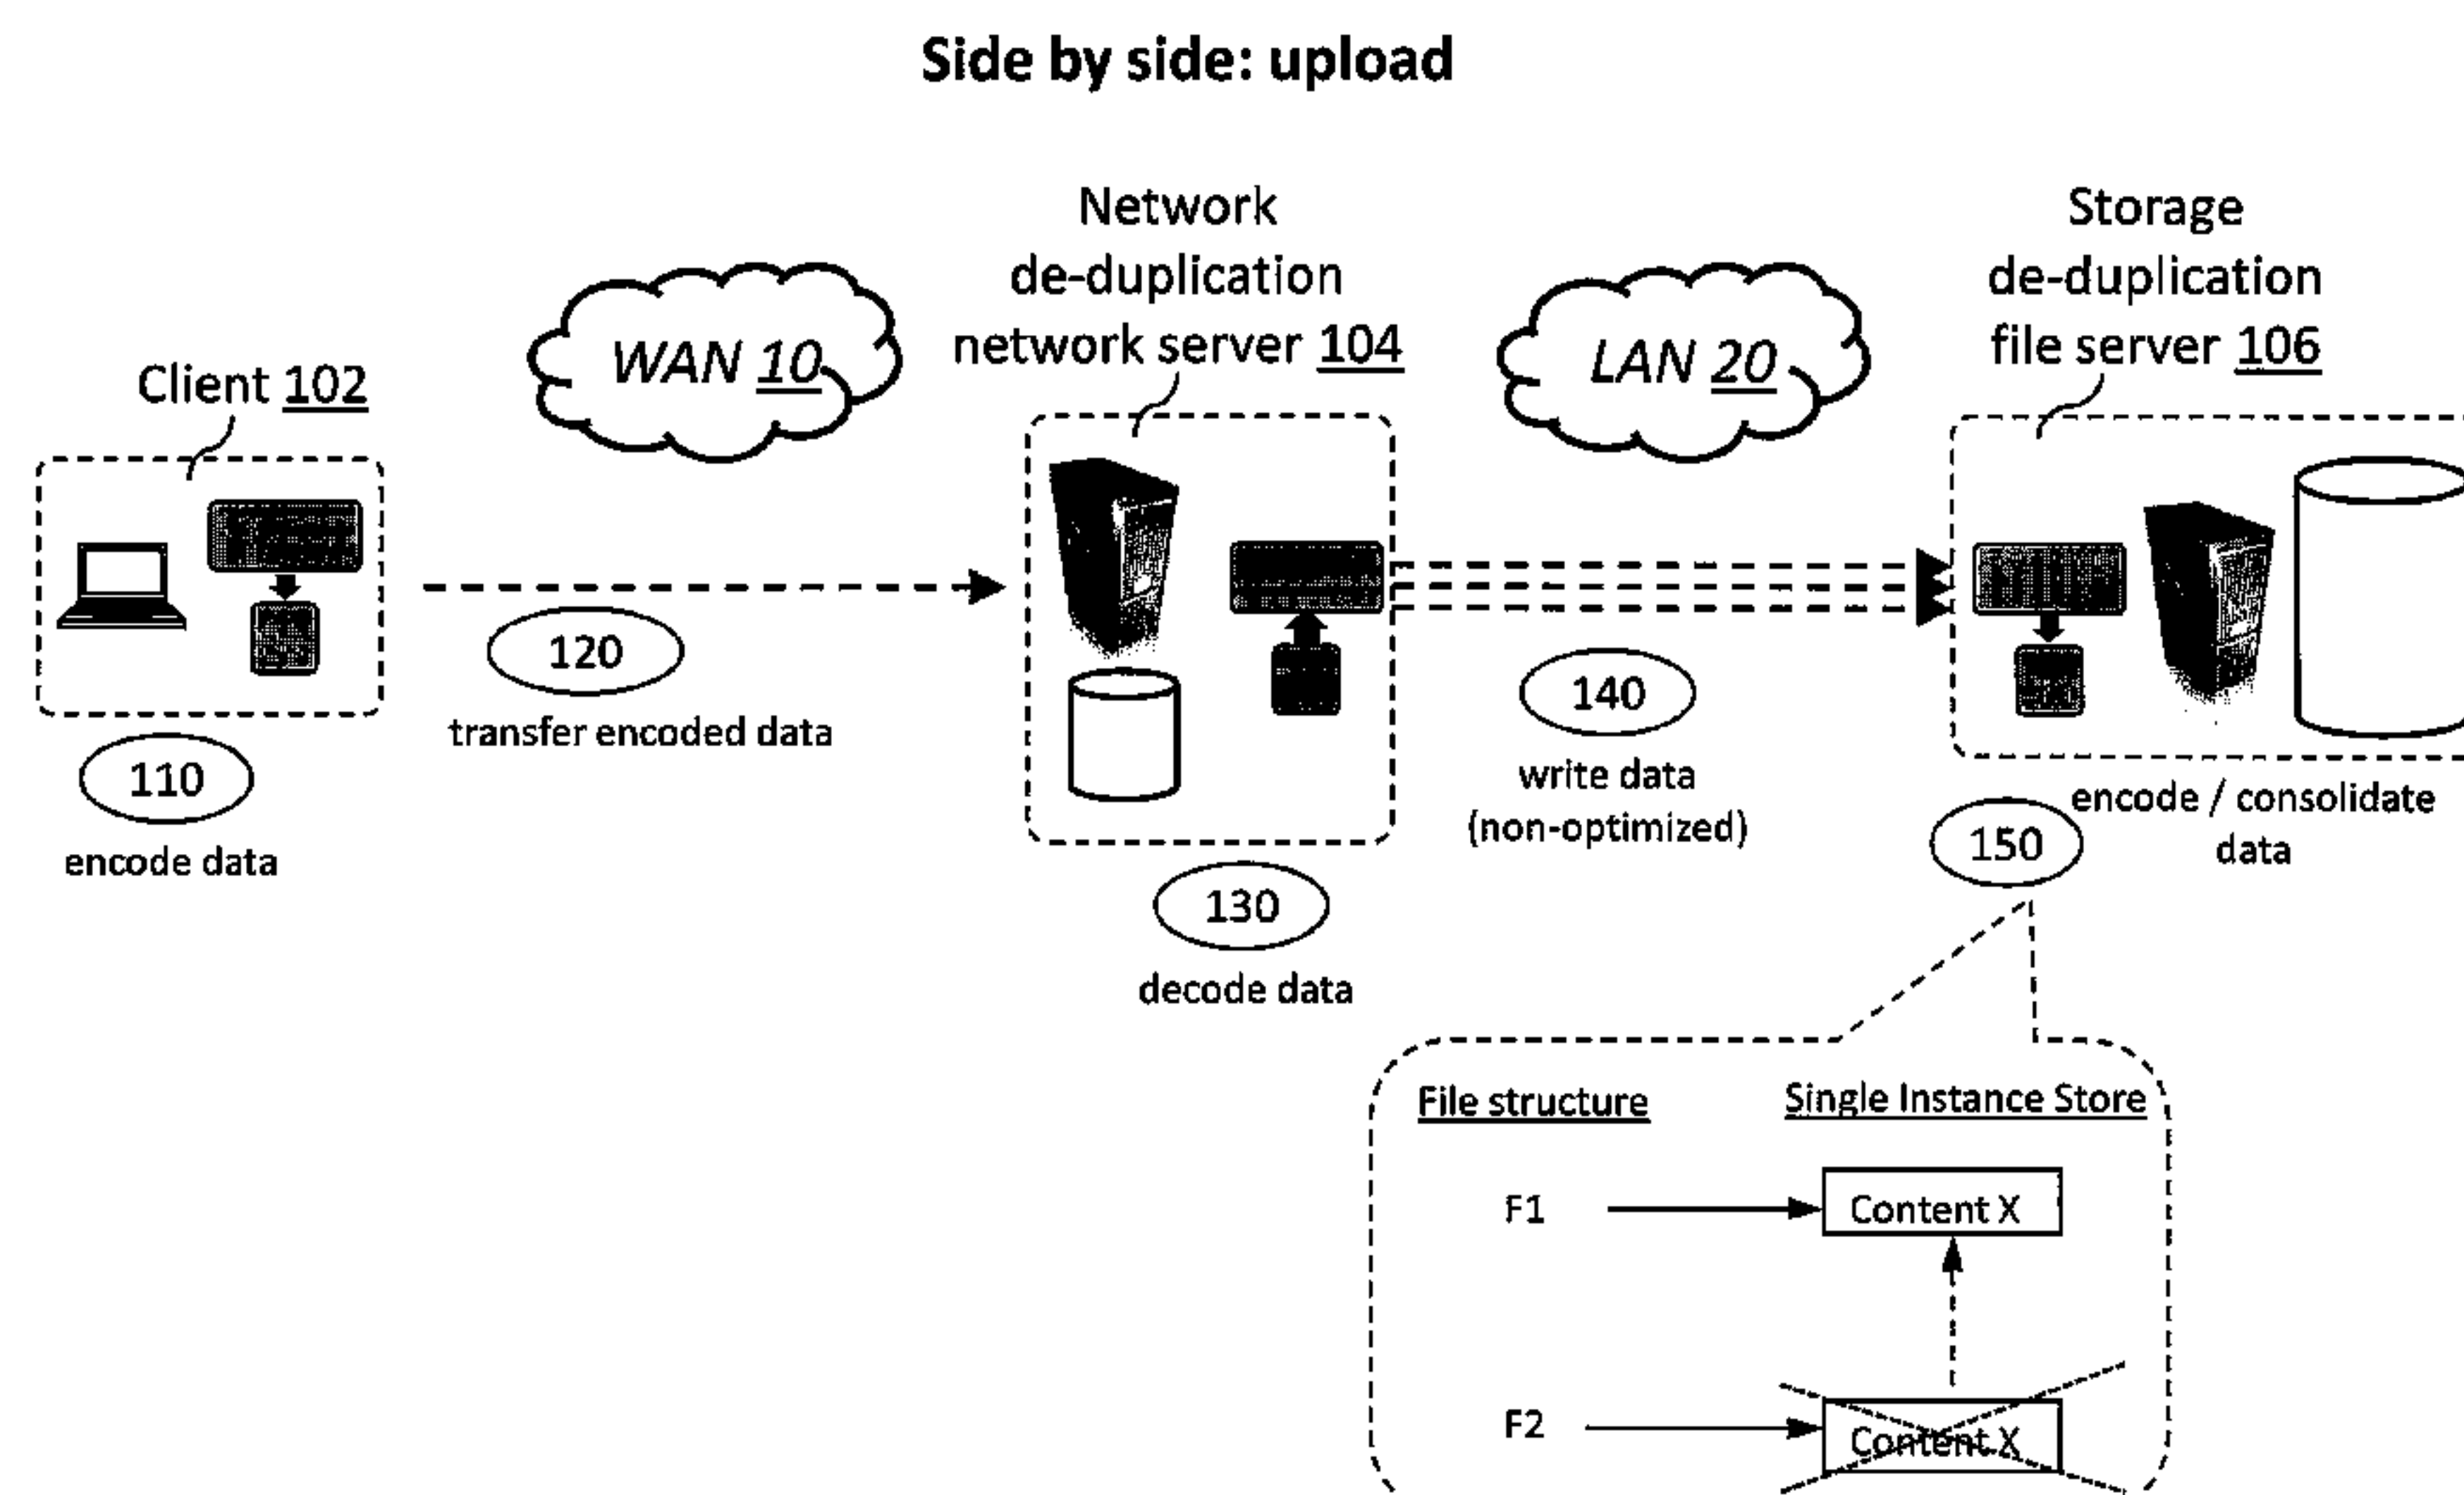 Side by side: upload
Client 102
WAN 10
Network
de-duplication
network server 104
LAN 20
Storage
de-duplication
file server 106
110
encode data
120
transfer encoded data
130
decode data
140
write data
(non-optimized)
150
encode / consolidate
data
File structure
Single Instance Store
F1
Content X
F2
Content X